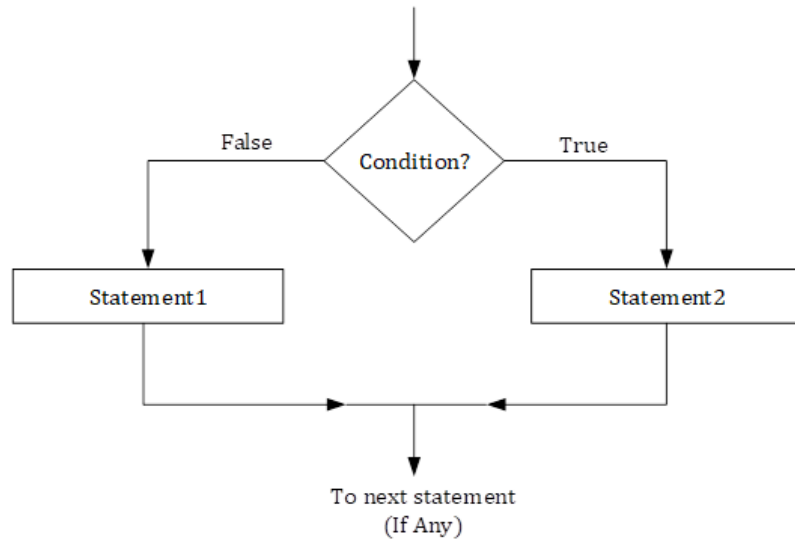 False
True
Condition?
Statement1
Statement2
To next statement
(If Any)